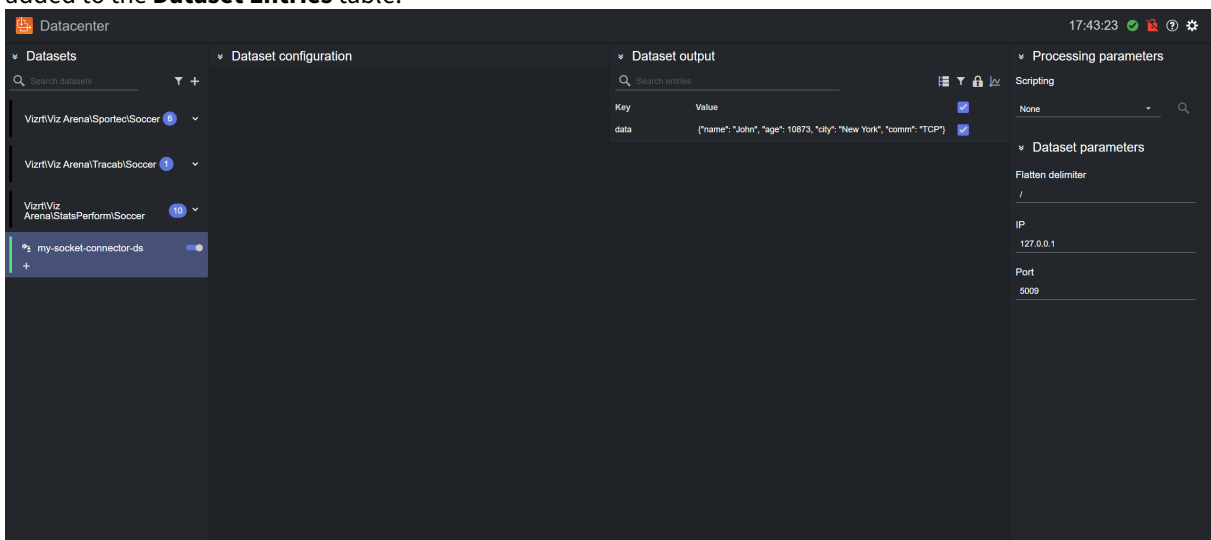 added to the Dataset Entries table.
Datacenter
17:43:23
Datasets
Dataset configuration
Dataset output
Processing parameters
Search datasets
Search entries
Scripting
Key
Value
None
Vizrt\Viz Arena\Sportec\Soccer 6
data
{"name": "John", "age": 10873, "city": "New York", "comm": "TCP"}
Dataset parameters
Vizrt\Viz Arena\Tracab\Soccer 1
Flatten delimiter
/
Vizrt\Viz
Arena\StatsPerform\Soccer
10
IP
127.0.0.1
my-socket-connector-ds
+
Port
5009